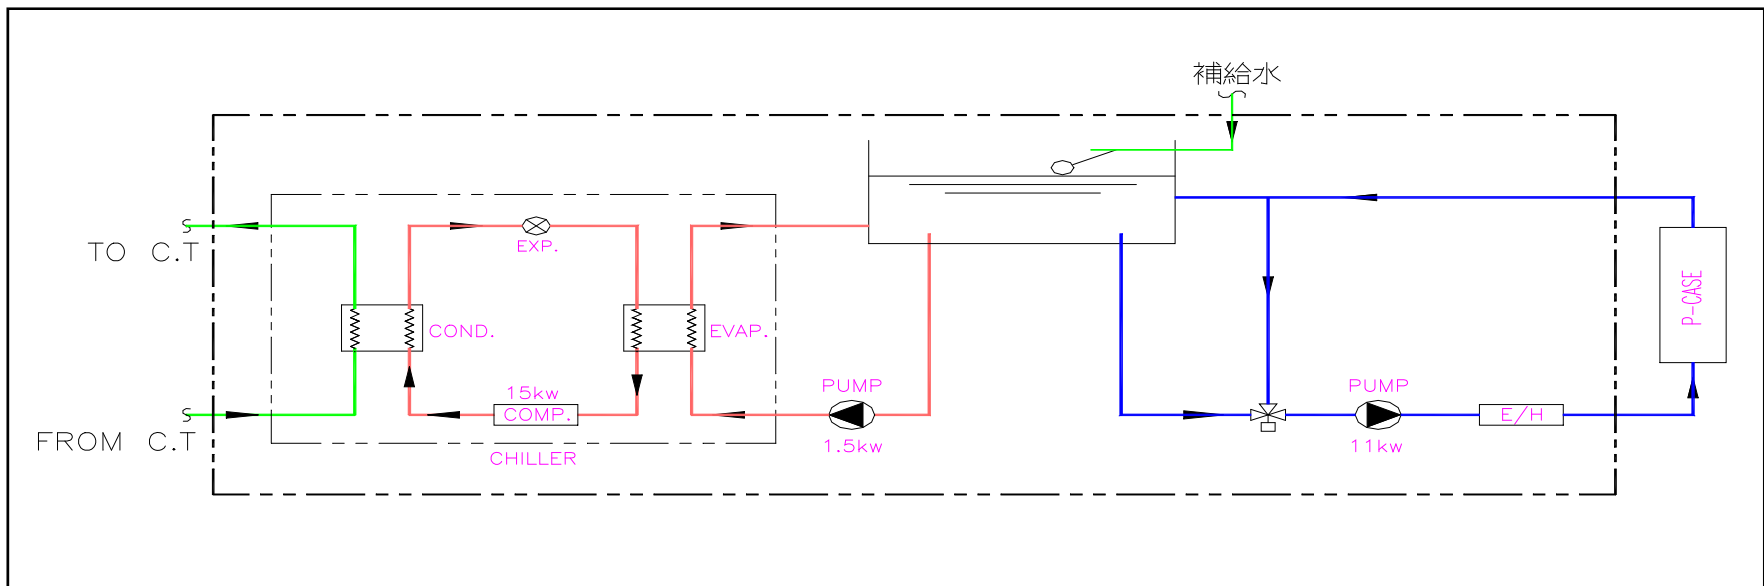 補給水
TO C.T
EXP.
COND.
EVAP.
P-CASE
15kw
COMP.
PUMP
1.5kw
PUMP
11kw
E/H
FROM C.T
CHILLER